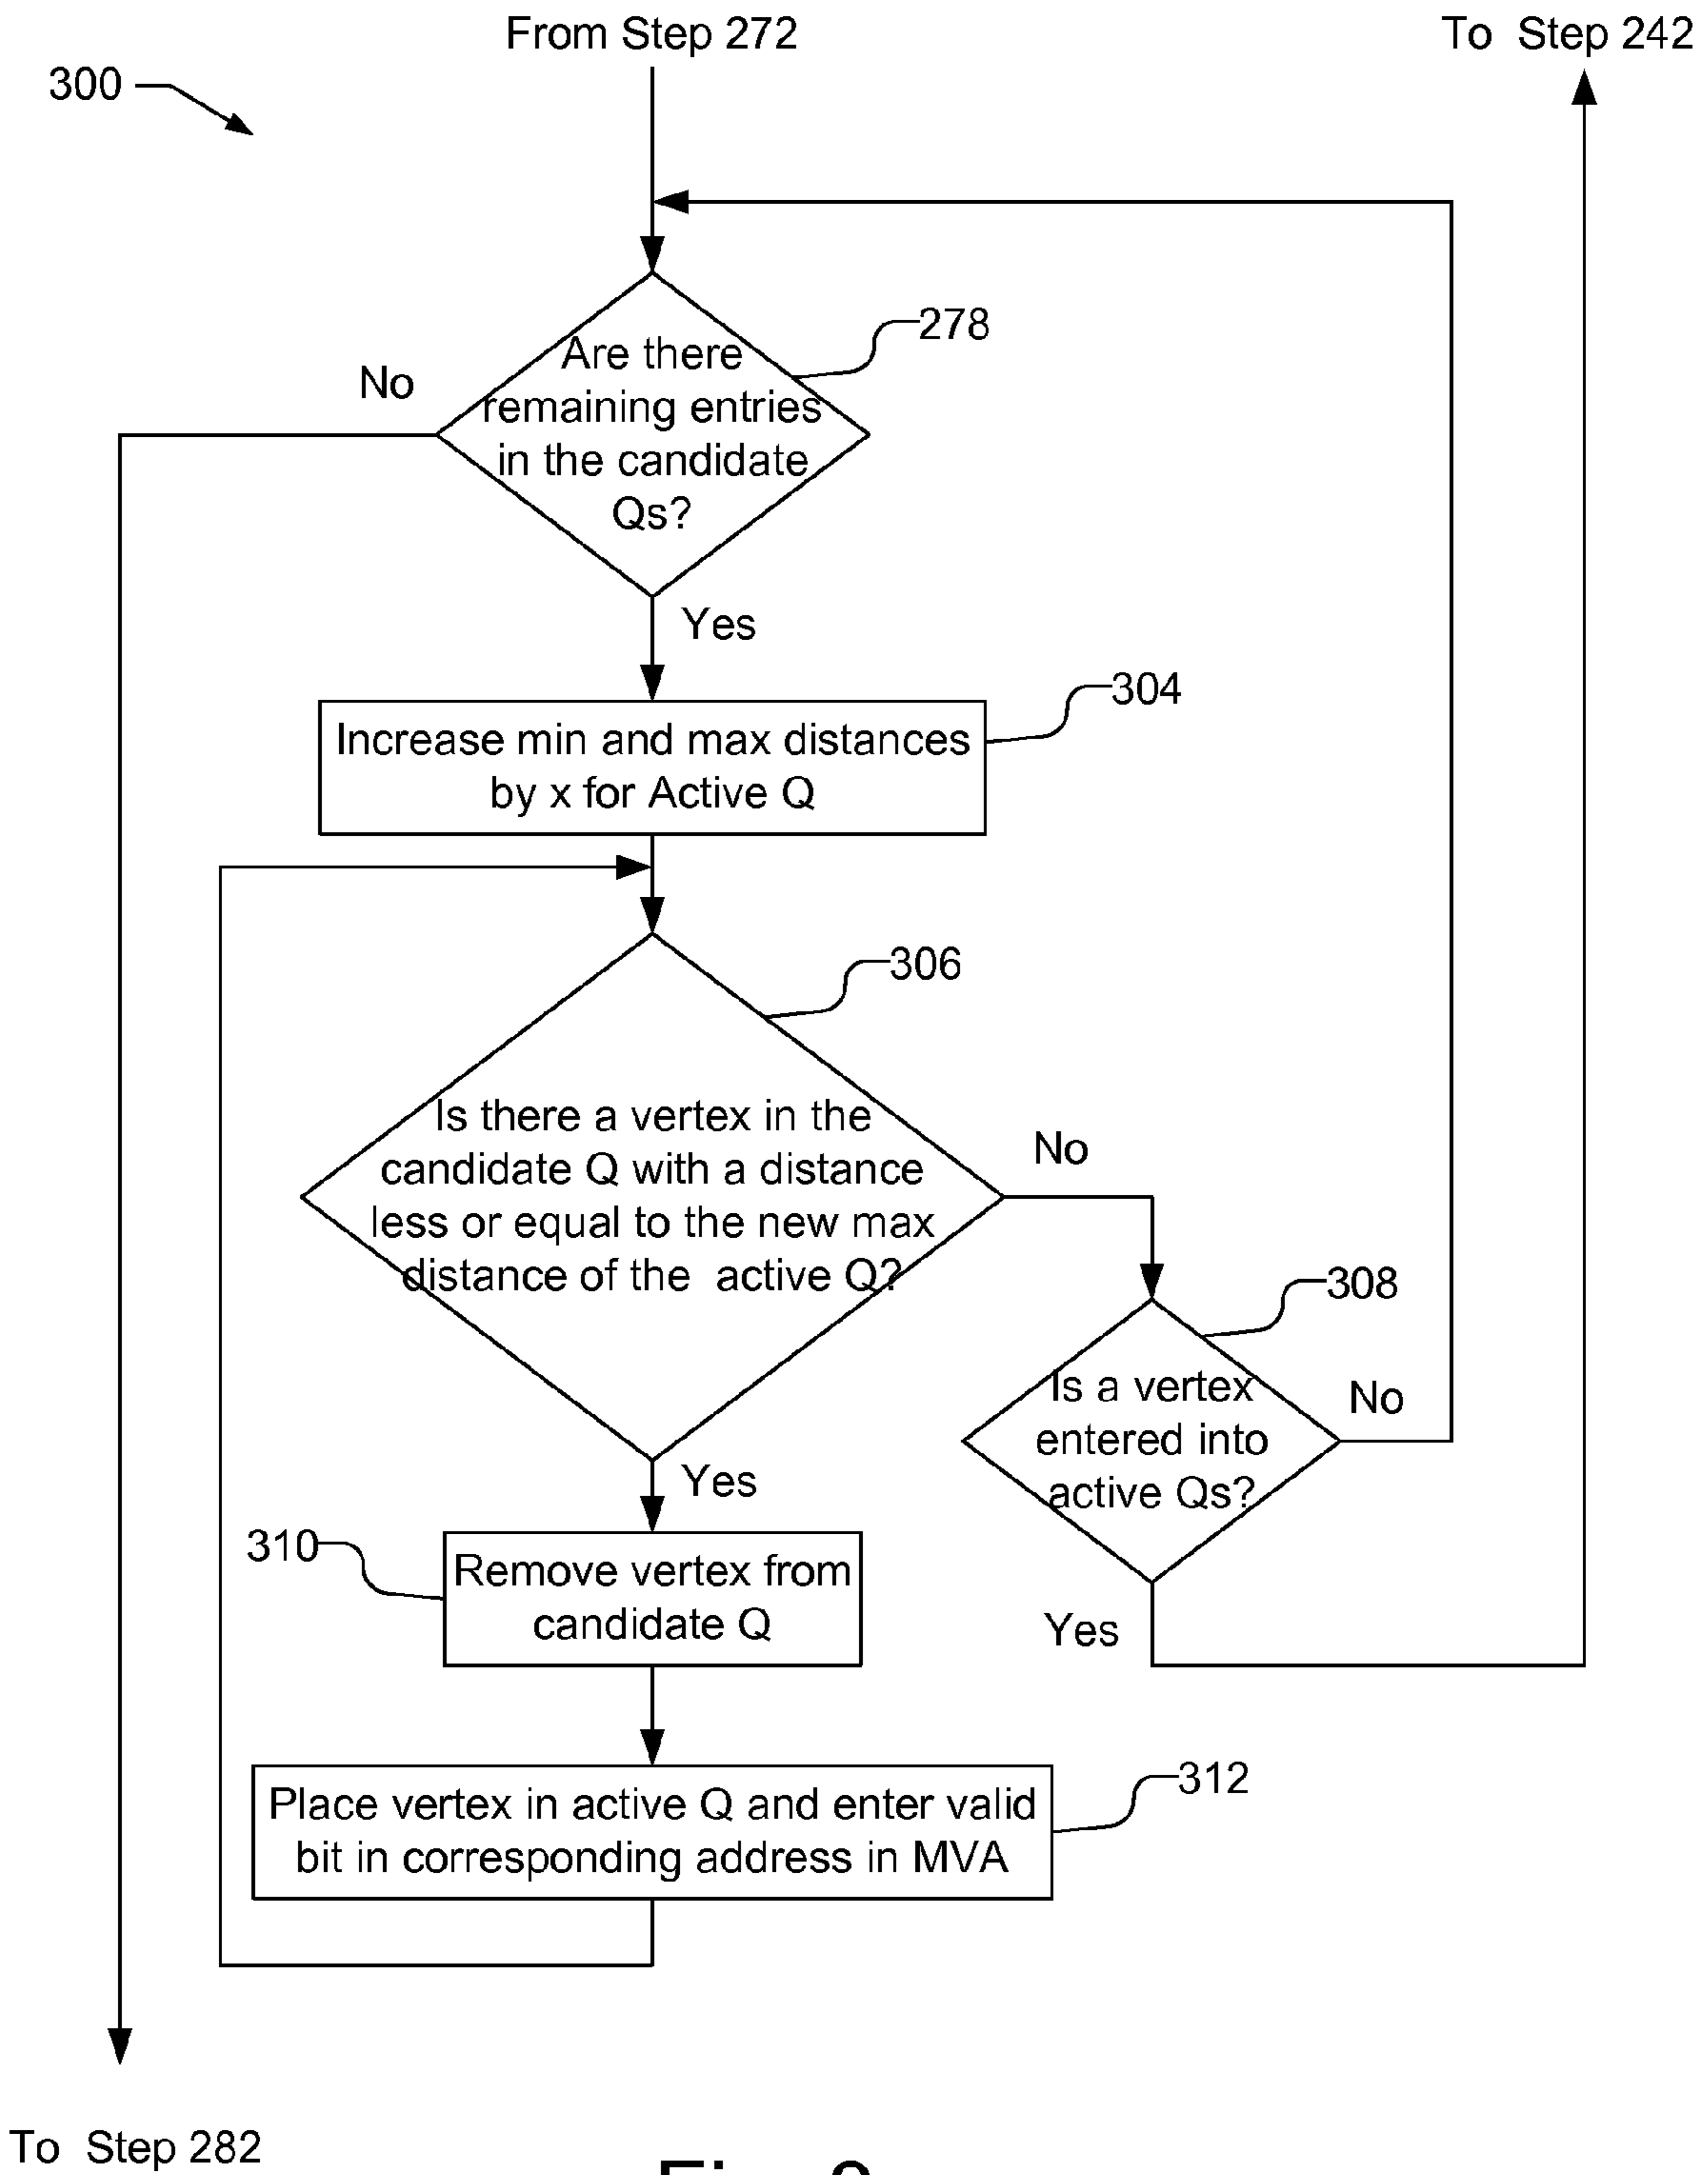 From Step 272
To Step 242
300
278
No
Are there
remaining entries
in the candidate
Qs?
Yes
304
Increase min and max distances
by x for Active Q
306
Is there a vertex in the
candidate Q with a distance
less or equal to the new max
distance of the active Q?
No
308
Is a vertex
entered into
active Qs?
No
Yes
310
Remove vertex from
candidate Q
Yes
312
Place vertex in active Q and enter valid
bit in corresponding address in MVA
To Step 282